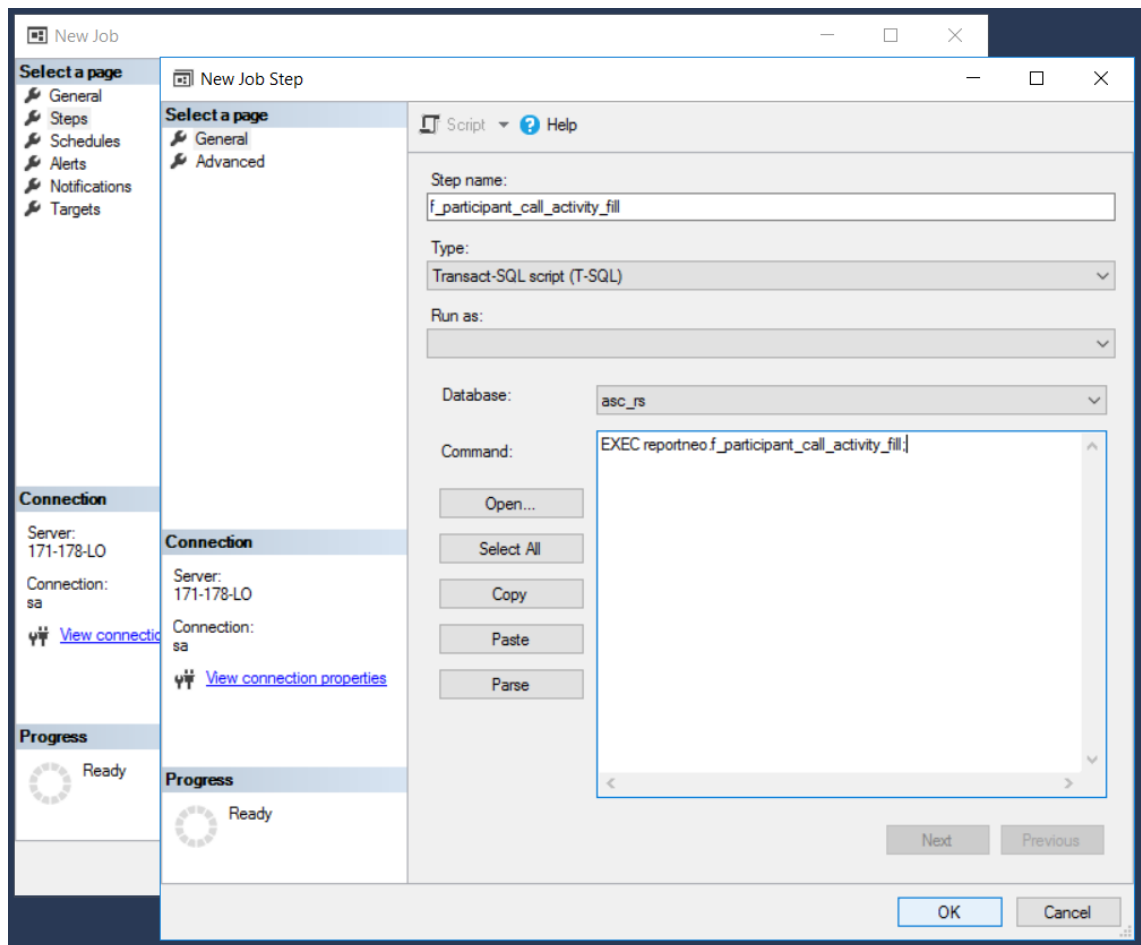 New Job
Select a page
General
Steps
Schedules
Alerts
Notifications
Targets
Connection
Server:
171-178-LO
Connection:
sa
View connectio
Progress
Ready
New Job Step
Select a page
General
Advanced
Connection
Server:
171-178-LO
Connection:
sa
View connection properties
Progress
Ready
Script
Help
Step name:
f_participant_call_activity_fill
Type:
Transact-SQL script (T-SQL)
Run as:
Database:
asc_rs
Command:
EXEC reportneo.f_participant_call_activity_fill;
Open...
Select All
Copy
Paste
Parse
Next
Previous
OK
Cancel